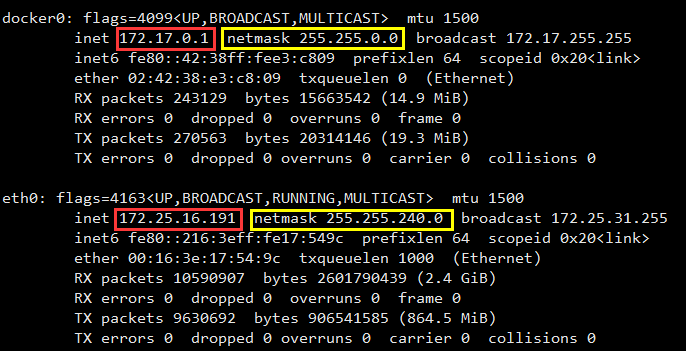 docker0: flags=4099<UP,BROADCAST,MULTICAST>  mtu 1500
inet 172.17.0.1  netmask 255.255.0.0  broadcast 172.17.255.255
inet6 fe80::42:38ff:fee3:c809  prefixlen 64  scopeid 0x20<link>
ether 02:42:38:e3:c8:09  txqueuelen 0  (Ethernet)
RX packets 243129  bytes 15663542 (14.9 MiB)
RX errors 0  dropped 0  overruns 0  frame 0
TX packets 270563  bytes 20314146 (19.3 MiB)
TX errors 0  dropped 0 overruns 0  carrier 0  collisions 0
eth0: flags=4163<UP,BROADCAST,RUNNING,MULTICAST>  mtu 1500
inet 172.25.16.191  netmask 255.255.240.0  broadcast 172.25.31.255
inet6 fe80::216:3eff:fe17:549c  prefixlen 64  scopeid 0x20<link>
ether 00:16:3e:17:54:9c  txqueuelen 1000  (Ethernet)
RX packets 10590907  bytes 2601790439 (2.4 GiB)
RX errors 0  dropped 0  overruns 0  frame 0
TX packets 9630692  bytes 906541585 (864.5 MiB)
TX errors 0  dropped 0 overruns 0  carrier 0  collisions 0